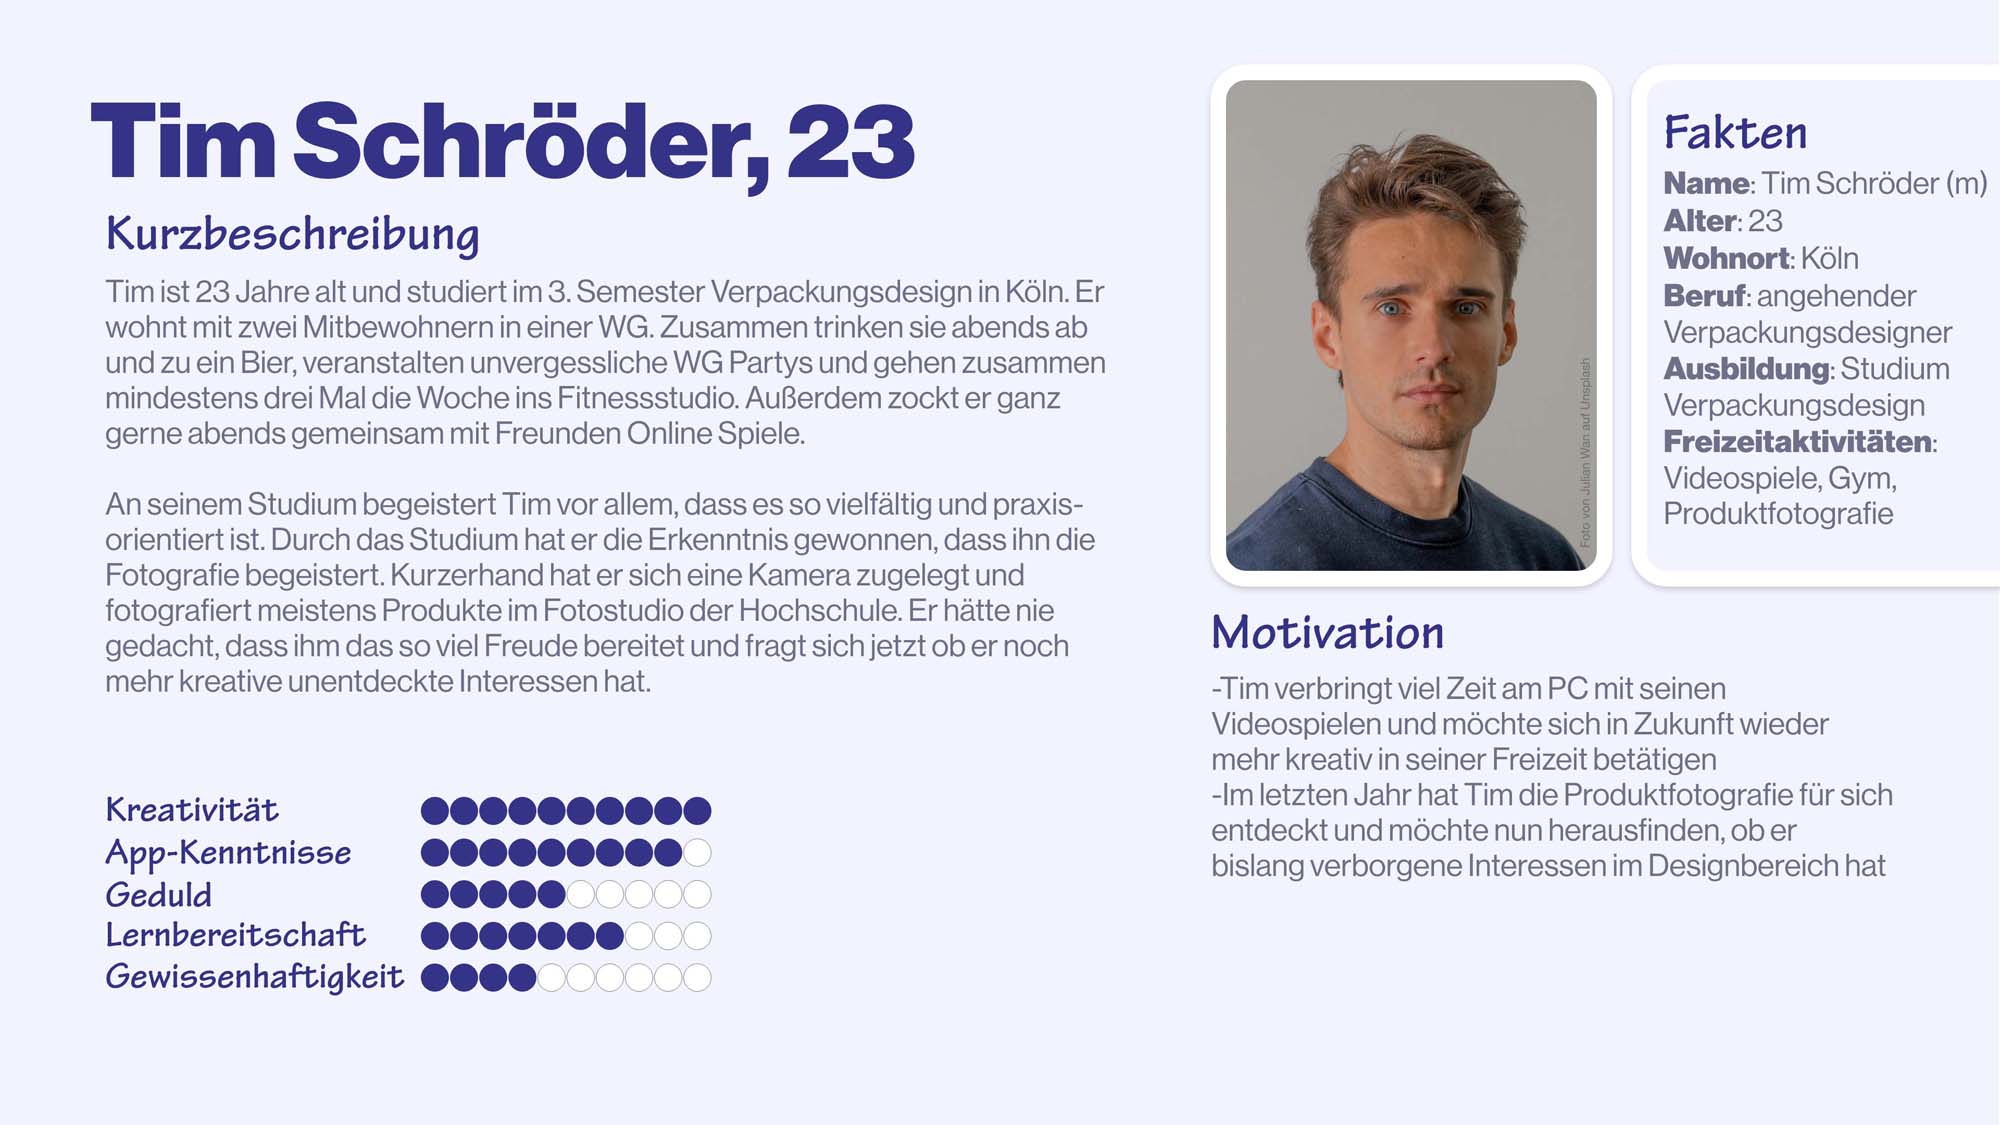 Tim Schröder, 23
Kurzbeschreibung
Tim ist 23 Jahre alt und studiert im 3. Semester Verpackungsdesign in Köln. Er
wohnt mit zwei Mitbewohnern in einer WG. Zusammen trinken sie abends ab
und zu ein Bier, veranstalten unvergessliche WG Partys und gehen zusammen
mindestens drei Mal die Woche ins Fitnessstudio. Außerdem zockt er ganz
gerne abends gemeinsam mit Freunden Online Spiele.
An seinem Studium begeistert Tim vor allem, dass es so vielfältig und praxis-
orientiert ist. Durch das Studium hat er die Erkenntnis gewonnen, dass ihn die
Fotografie begeistert. Kurzerhand hat er sich eine Kamera zugelegt und
fotografiert meistens Produkte im Fotostudio der Hochschule. Er hätte nie
gedacht, dass ihm das so viel Freude bereitet und fragt sich jetzt ob er noch
mehr kreative unentdeckte Interessen hat.
Kreativität
App-Kenntnisse
Geduld
Lernbereitschaft
Gewissenhaftigkeit
Foto von Julian Wan auf Unsplash
Fakten
Name: Tim Schröder (m)
Alter: 23
Wohnort: Köln
Beruf: angehender
Verpackungsdesigner
Ausbildung: Studium
Verpackungsdesign
Freizeitaktivitäten:
Videospiele, Gym,
Produktfotografie
Motivation
-Tim verbringt viel Zeit am PC mit seinen
Videospielen und möchte sich in Zukunft wieder
mehr kreativ in seiner Freizeit betätigen
-Im letzten Jahr hat Tim die Produktfotografie für sich
entdeckt und möchte nun herausfinden, ob er
bislang verborgene Interessen im Designbereich hat